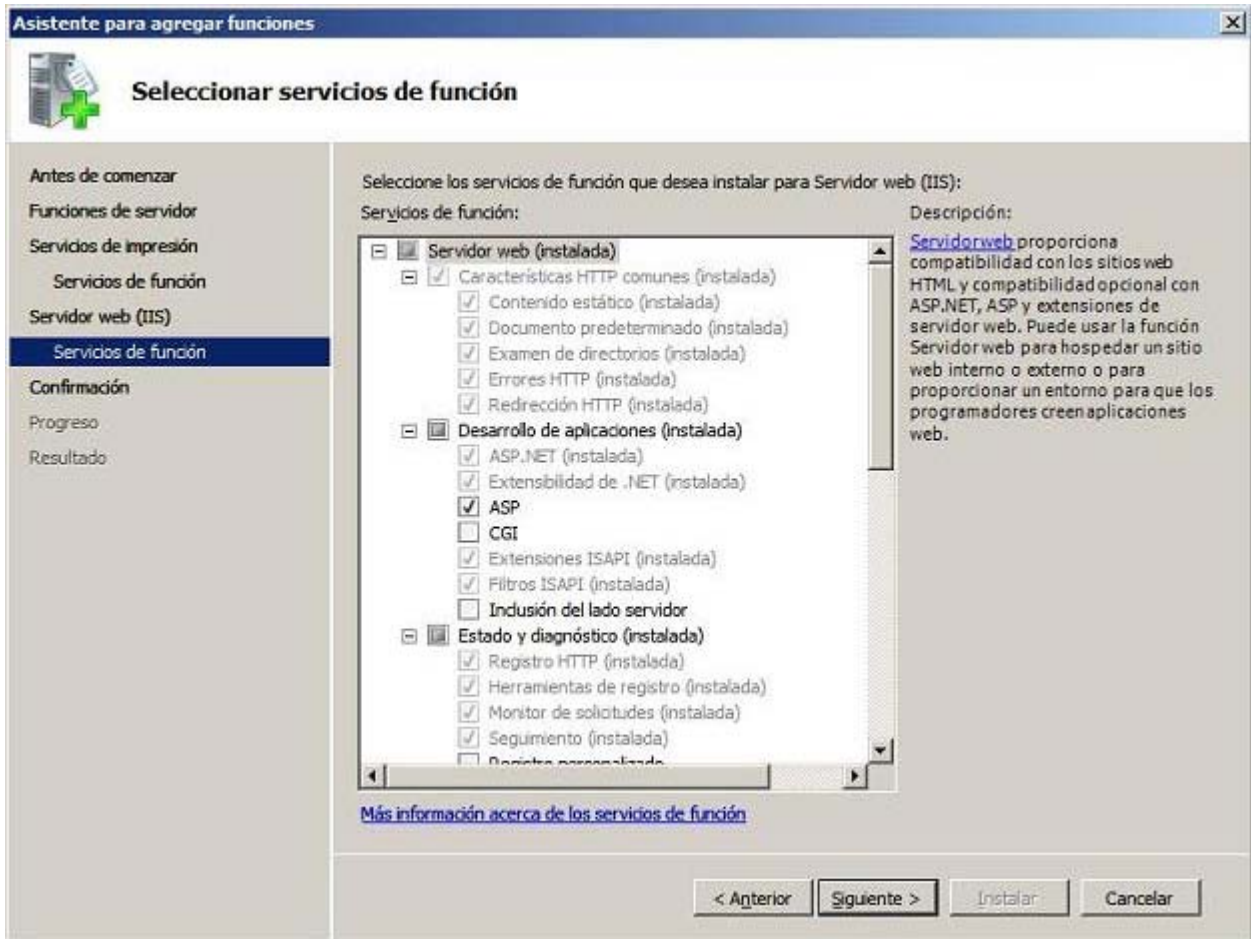 Asistente para agregar funciones
Seleccionar servicios de función
Antes de comenzar
Funciones de servidor
Servicios de impresión
Servicios de función
Servidor web (IIS)
Servicios de función
Confirmación
Progreso
Resultado
Seleccione los servicios de función que desea instalar para Servidor web (IIS):
Servicios de función:
Servidor web (instalada)
Características HTTP comunes (instalada)
Contenido estático (instalada)
Documento predeterminado (instalada)
Examen de directorios (instalada)
Errores HTTP (instalada)
Redirección HTTP (instalada)
Desarrollo de aplicaciones (instalada)
ASP.NET (instalada)
Extensibilidad de .NET (instalada)
ASP
CGI
Extensiones ISAPI (instalada)
Filtros ISAPI (instalada)
Inclusión del lado servidor
Estado y diagnóstico (instalada)
Registro HTTP (instalada)
Herramientas de registro (instalada)
Monitor de solicitudes (instalada)
Seguimiento (instalada)
Registro personalizado
Más información acerca de los servicios de función
Descripción:
Servidor web proporciona
compatibilidad con los sitios web
HTML y compatibilidad opcional con
ASP.NET, ASP y extensiones de
servidor web. Puede usar la función
Servidor web para hospedar un sitio
web interno o externo o para
proporcionar un entorno para que los
programadores creen aplicaciones
web.
< Anterior
Siguiente >
Instalar
Cancelar